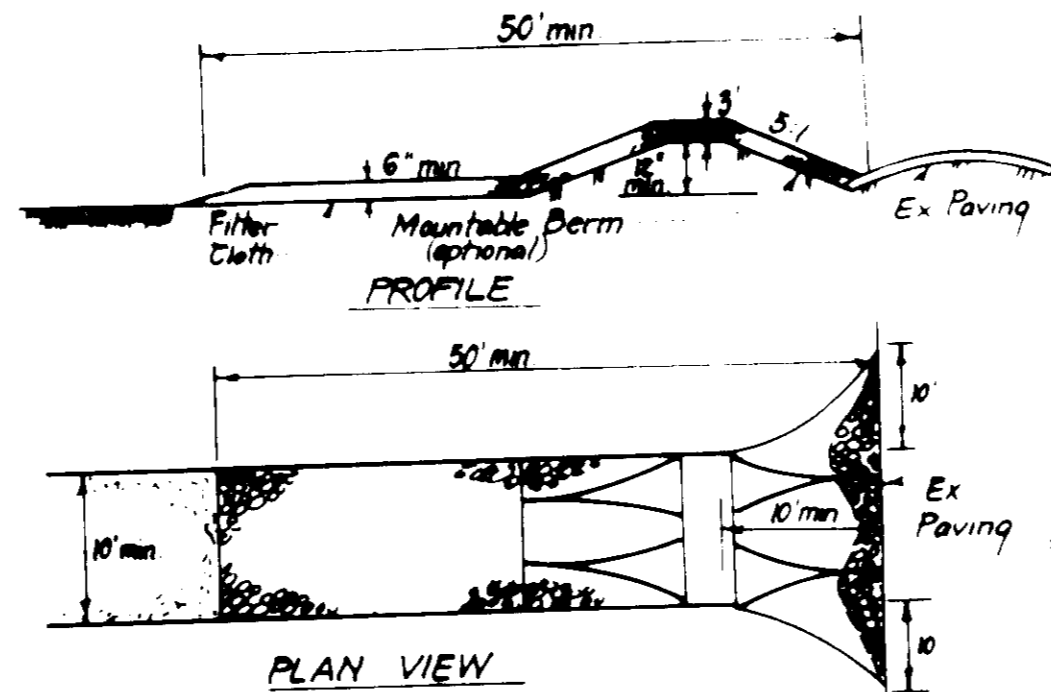 50' min
3'
5:1
6" min
12"
min
Ex Paving
Filter
Cloth
Mountable Berm
(optional)
PROFILE
50' min
10'
10' min
10' min
Ex
Paving
10
PLAN VIEW